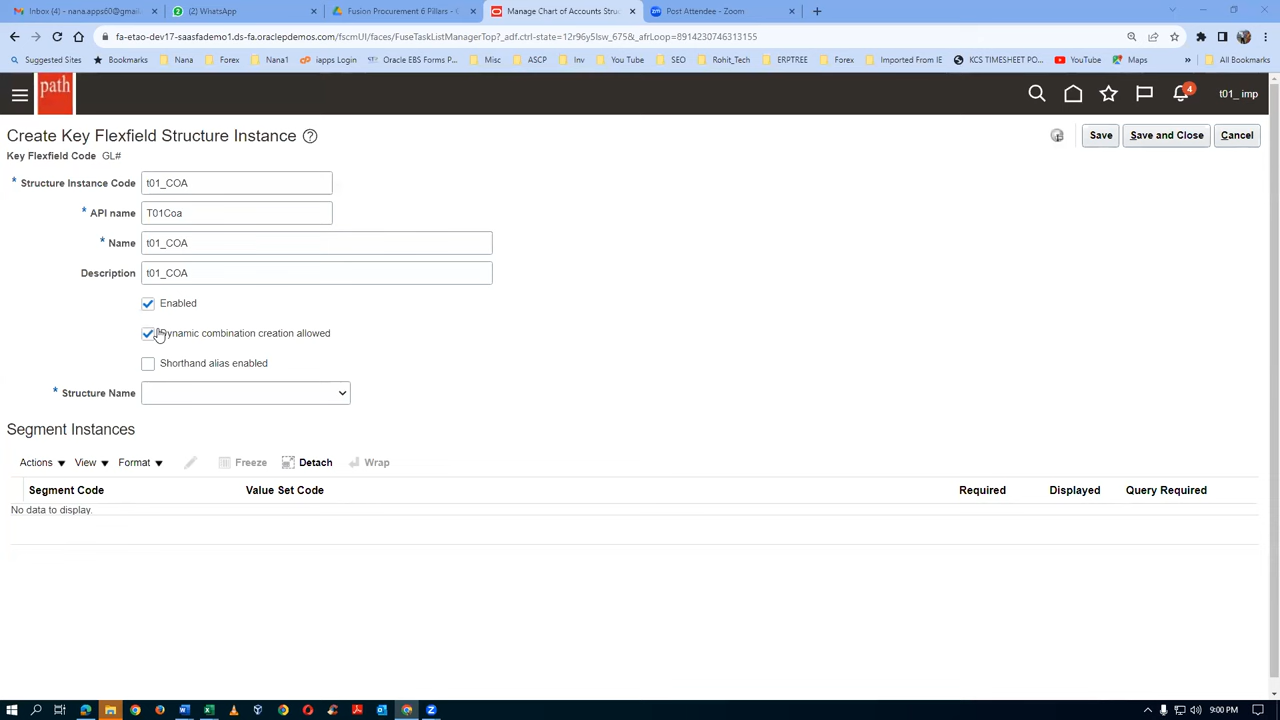 Inbox (4) - nana.apps60@gmail-
(2) WhatsApp
Fusion Procurement 6 Pillars - K
Manage Chart of Accounts Struc
Post Attendee - Zoom
fa-etao-dev17-saasfademo1.ds-fa.oraclepdemos.com/fscmUI/faces/FuseTaskListManagerTop?_adf.ctrl-state=12r96y5lsw_675&_afrLoop=8914230746313155
Suggested Sites
Bookmarks
Nana
Forex
Nana1
iapps Login
Oracle EBS Forms P...
Misc
ASCP
Inv
You Tube
SEO
Rohit_Tech
ERPTREE
Forex
Imported From IE
KCS TIMESHEET PO...
YouTube
Maps
»
All Bookmarks
path
4
t01_ imp
Create Key Flexfield Structure Instance
Save
Save and Close
Cancel
Key Flexfield Code GL#
* Structure Instance Code t01_COA
* API name T01Coa
* Name t01_COA
Description t01_COA
Enabled
Dynamic combination creation allowed
Shorthand alias enabled
* Structure Name
Segment Instances
Actions View Format Freeze Detach Wrap
Segment Code Value Set Code Required Displayed Query Required
No data to display.
9:00 PM